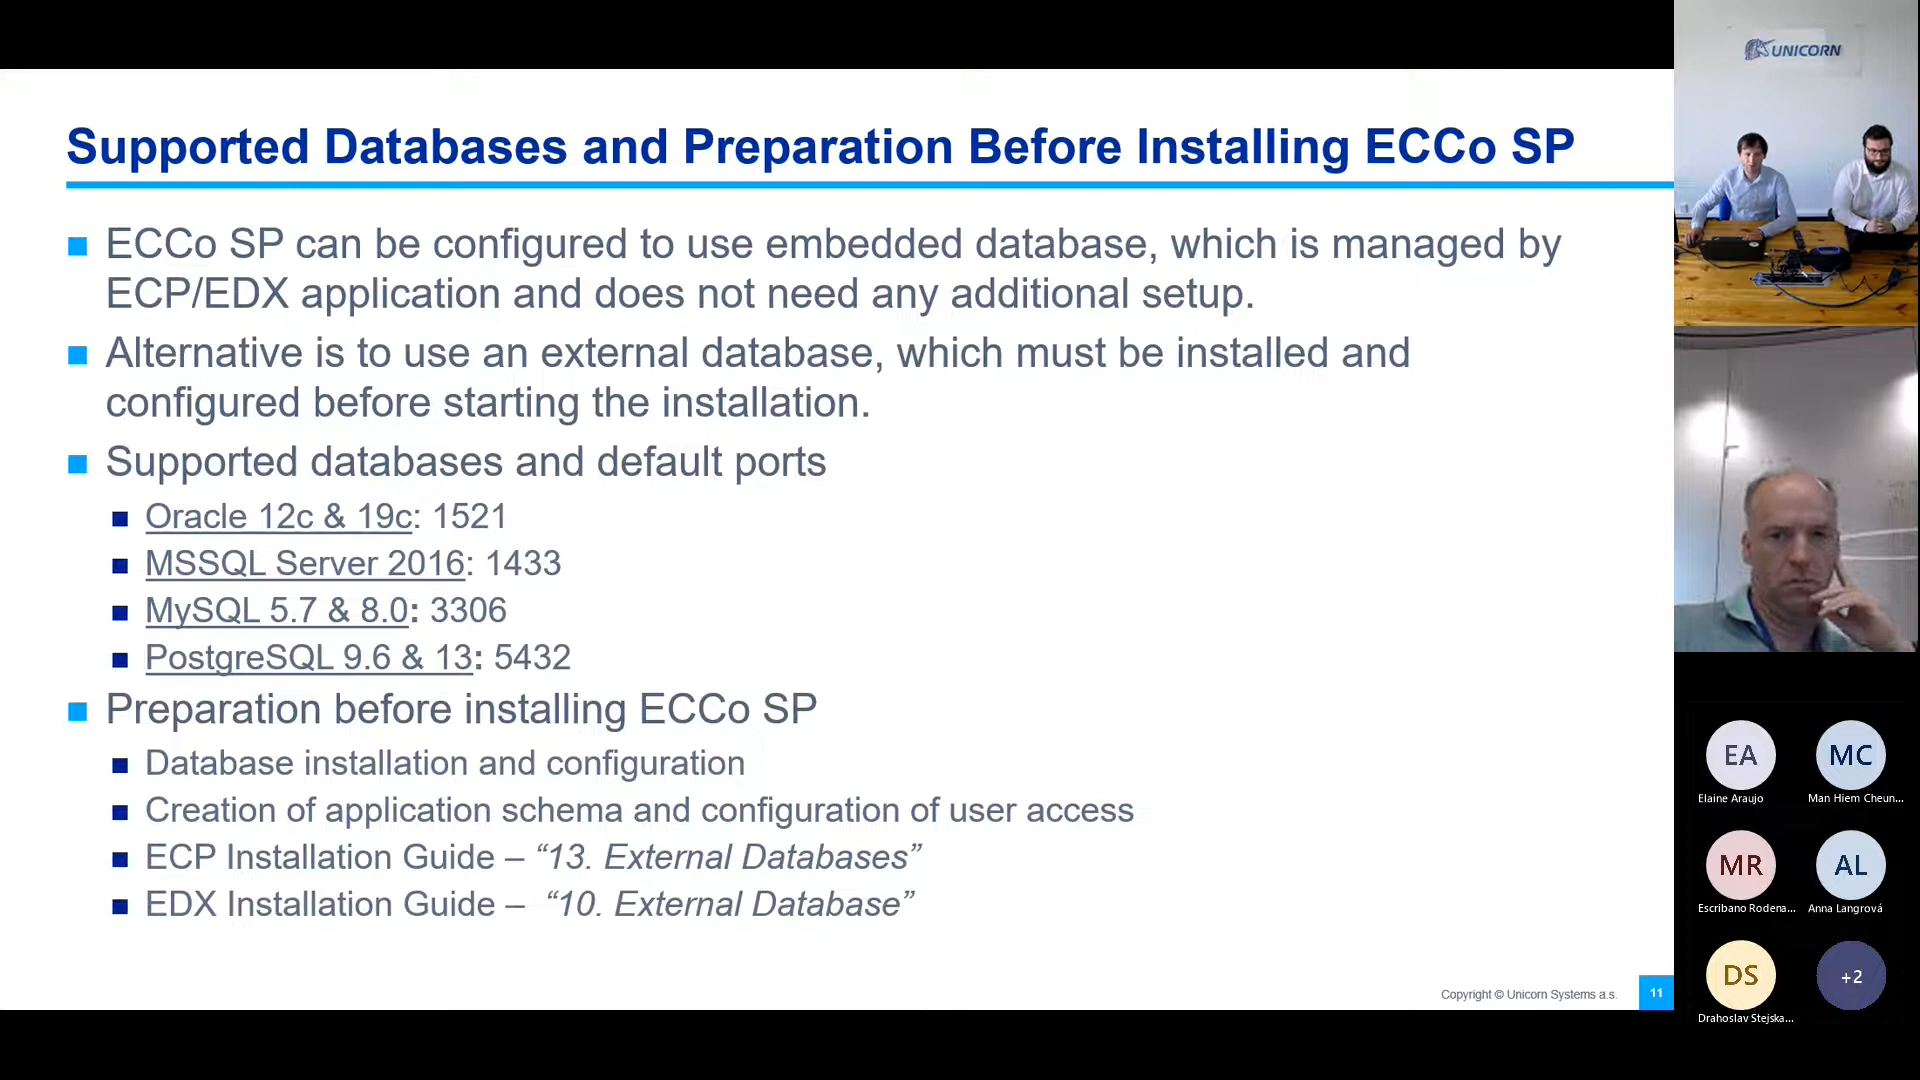 Supported Databases and Preparation Before Installing ECCo SP
ECCo SP can be configured to use embedded database, which is managed by
ECP/EDX application and does not need any additional setup.
Alternative is to use an external database, which must be installed and
configured before starting the installation.
Supported databases and default ports
Oracle 12c & 19c: 1521
MSSQL Server 2016: 1433
MySQL 5.7 & 8.0: 3306
PostgreSQL 9.6 & 13: 5432
Preparation before installing ECCo SP
Database installation and configuration
Creation of application schema and configuration of user access
ECP Installation Guide – “13. External Databases”
EDX Installation Guide – “10. External Database”
Copyright © Unicorn Systems a.s.
11
UNICORN
EA
Elaine Araujo
MC
Man Hiem Cheun...
MR
Escribano Rodena...
AL
Anna Langrová
DS
Drahoslav Stejska...
+2